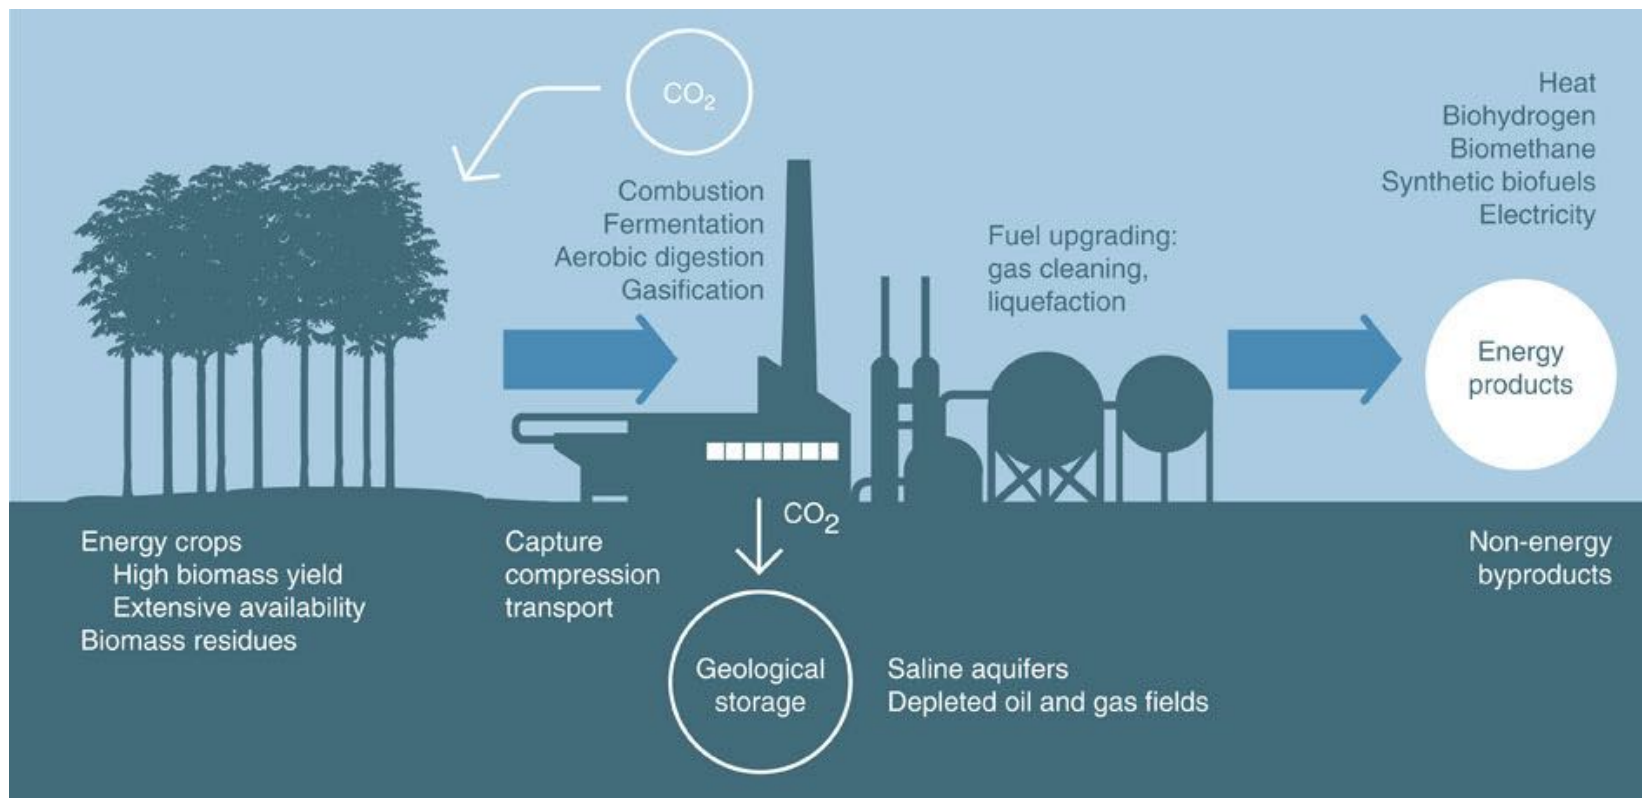 CO₂
Combustion
Fermentation
Aerobic digestion
Gasification
Fuel upgrading:
gas cleaning,
liquefaction
Heat
Biohydrogen
Biomethane
Synthetic biofuels
Electricity
Energy
products
Energy crops
High biomass yield
Extensive availability
Biomass residues
Capture
compression
transport
CO₂
Geological
storage
Saline aquifers
Depleted oil and gas fields
Non-energy
byproducts